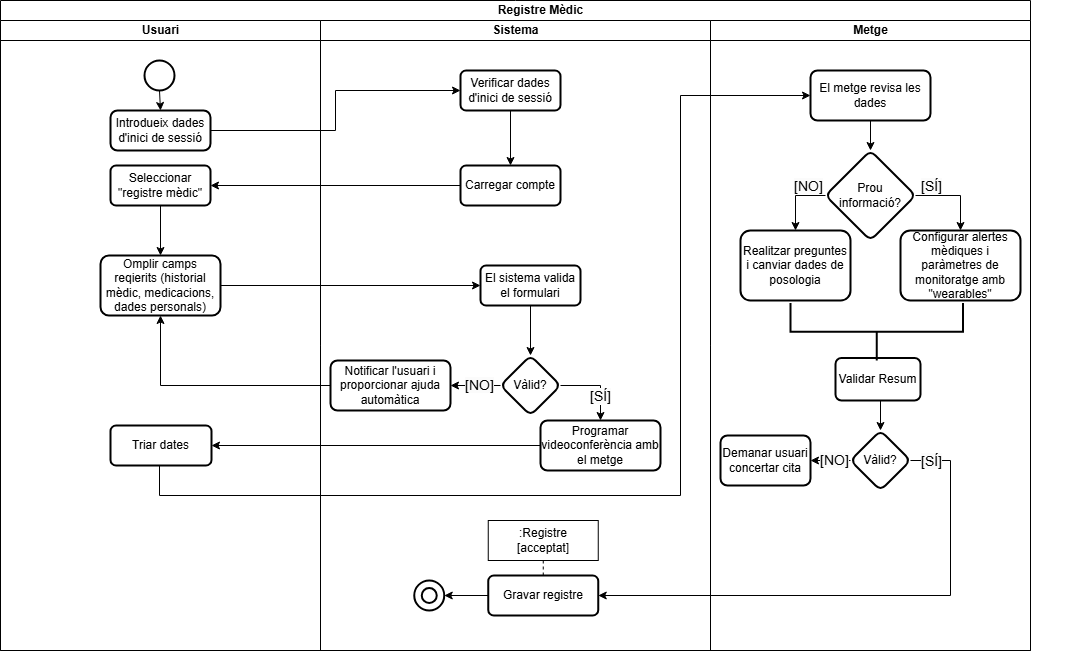 Registre Mèdic
Usuari
Sistema
Metge
Introdueix dades
d'inici de sessió
Verificar dades
d'inici de sessió
Carregar compte
Seleccionar
"registre mèdic"
Omplir camps
reqierits (historial
mèdic, medicacions,
dades personals)
El sistema valida
el formulari
Vàlid?
[NO]
Notificar l'usuari i
proporcionar ajuda
automàtica
[SÍ]
Programar
videoconferència amb
el metge
Triar dates
El metge revisa les
dades
Prou
informació?
[NO]
[SÍ]
Realitzar preguntes
i canviar dades de
posologia
Configurar alertes
mèdiques i
paràmetres de
monitoratge amb
"wearables"
Validar Resum
Vàlid?
[NO]
[SÍ]
Demanar usuari
concertar cita
:Registre
[acceptat]
Gravar registre